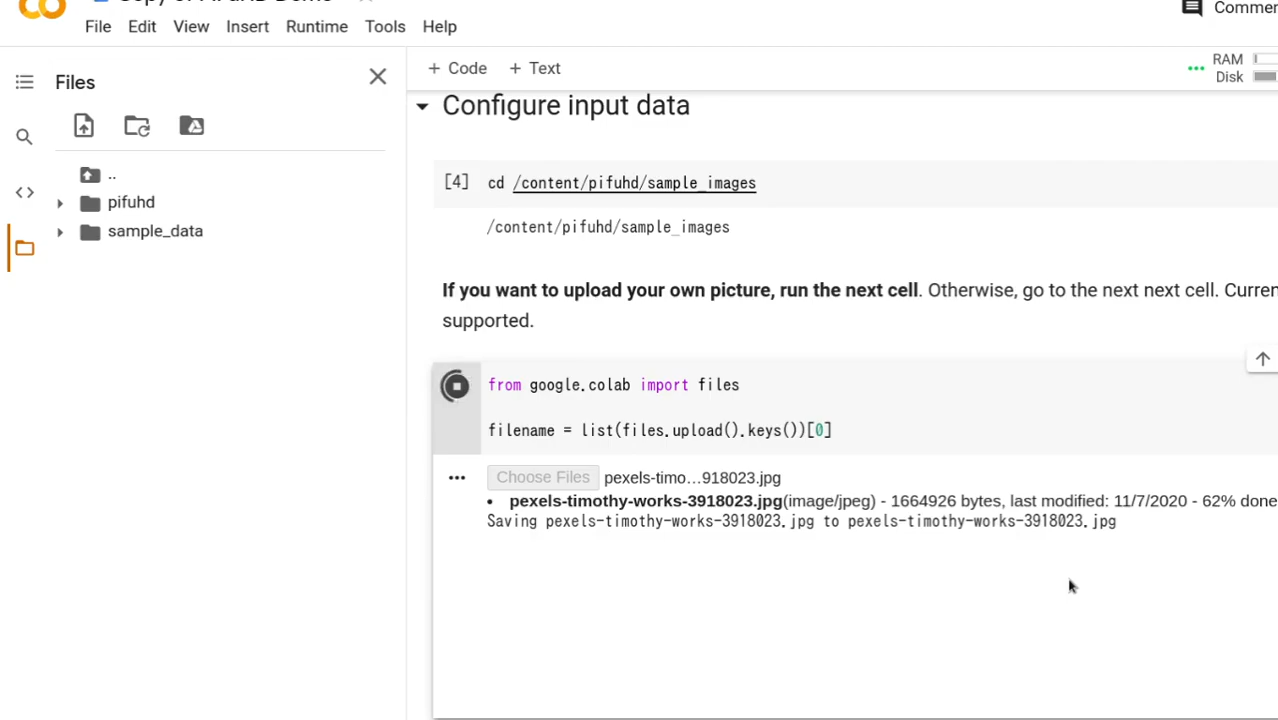 File Edit View Insert Runtime Tools Help
Commen
Files
+ Code + Text
RAM
Disk
Configure input data
..
pifuhd
sample_data
[4] cd /content/pifuhd/sample_images
/content/pifuhd/sample_images
If you want to upload your own picture, run the next cell. Otherwise, go to the next next cell. Curren
supported.
from google.colab import files
filename = list(files.upload().keys())[0]
Choose Files pexels-timo…918023.jpg
• pexels-timothy-works-3918023.jpg(image/jpeg) - 1664926 bytes, last modified: 11/7/2020 - 62% done
Saving pexels-timothy-works-3918023.jpg to pexels-timothy-works-3918023.jpg